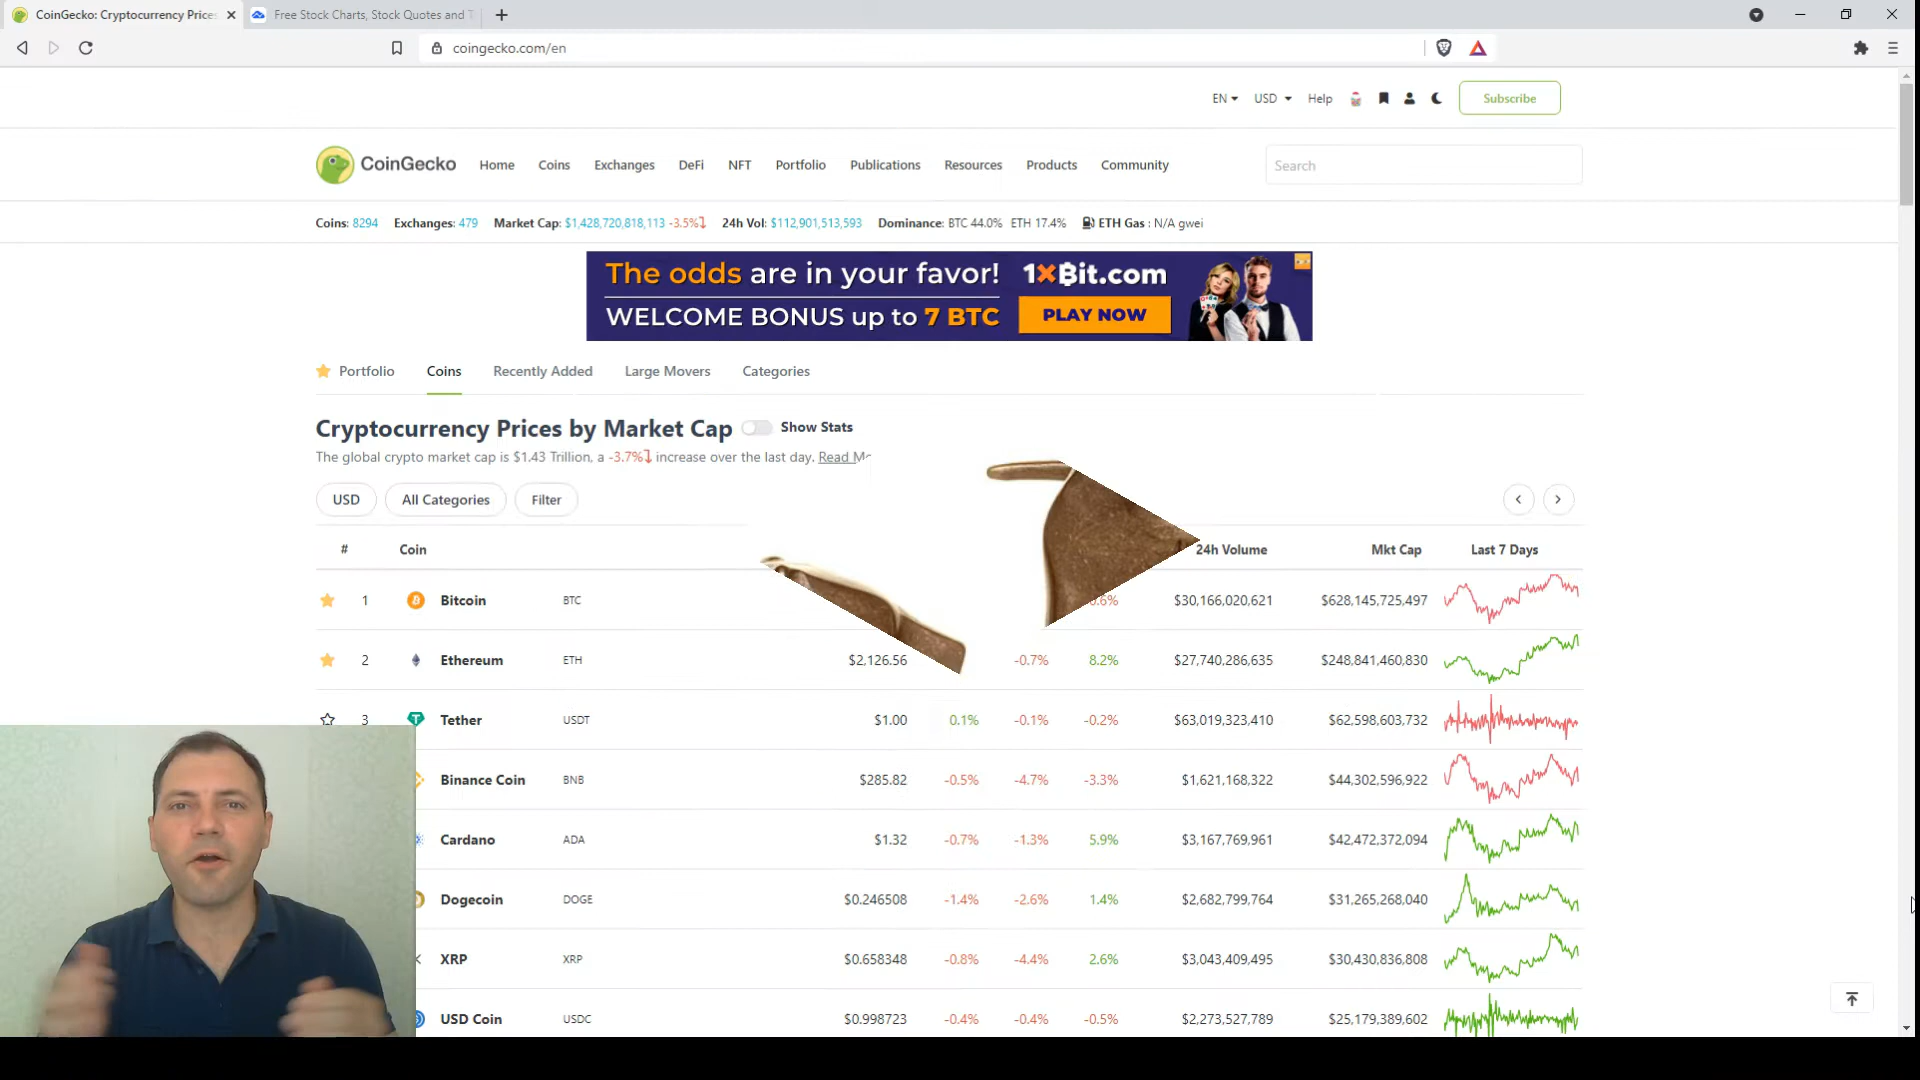 CoinGecko: Cryptocurrency Prices
Free Stock Charts, Stock Quotes and T
coingecko.com/en
EN USD Help Subscribe
CoinGecko Home Coins Exchanges DeFi NFT Portfolio Publications Resources Products Community Search
Coins: 8294 Exchanges: 479 Market Cap: $1,428,720,818,113 -3.5% 24h Vol: $112,901,513,593 Dominance: BTC 44.0% ETH 17.4% ETH Gas : N/A gwei
The odds are in your favor! 1XBit.com
WELCOME BONUS up to 7 BTC PLAY NOW
Portfolio Coins Recently Added Large Movers Categories
Cryptocurrency Prices by Market Cap Show Stats
The global crypto market cap is $1.43 Trillion, a -3.7% increase over the last day. Read
USD All Categories Filter
# Coin 24h Volume Mkt Cap Last 7 Days
1 Bitcoin BTC $30,166,020,621 $628,145,725,497
2 Ethereum ETH $2,126.56 -0.7% 8.2% $27,740,286,635 $248,841,460,830
3 Tether USDT $1.00 0.1% -0.1% -0.2% $63,019,323,410 $62,598,603,732
Binance Coin BNB $285.82 -0.5% -4.7% -3.3% $1,621,168,322 $44,302,596,922
Cardano ADA $1.32 -0.7% -1.3% 5.9% $3,167,769,961 $42,472,372,094
Dogecoin DOGE $0.246508 -1.4% -2.6% 1.4% $2,682,799,764 $31,265,268,040
XRP XRP $0.658348 -0.8% -4.4% 2.6% $3,043,409,495 $30,430,836,808
USD Coin USDC $0.998723 -0.4% -0.4% -0.5% $2,273,527,789 $25,179,389,602